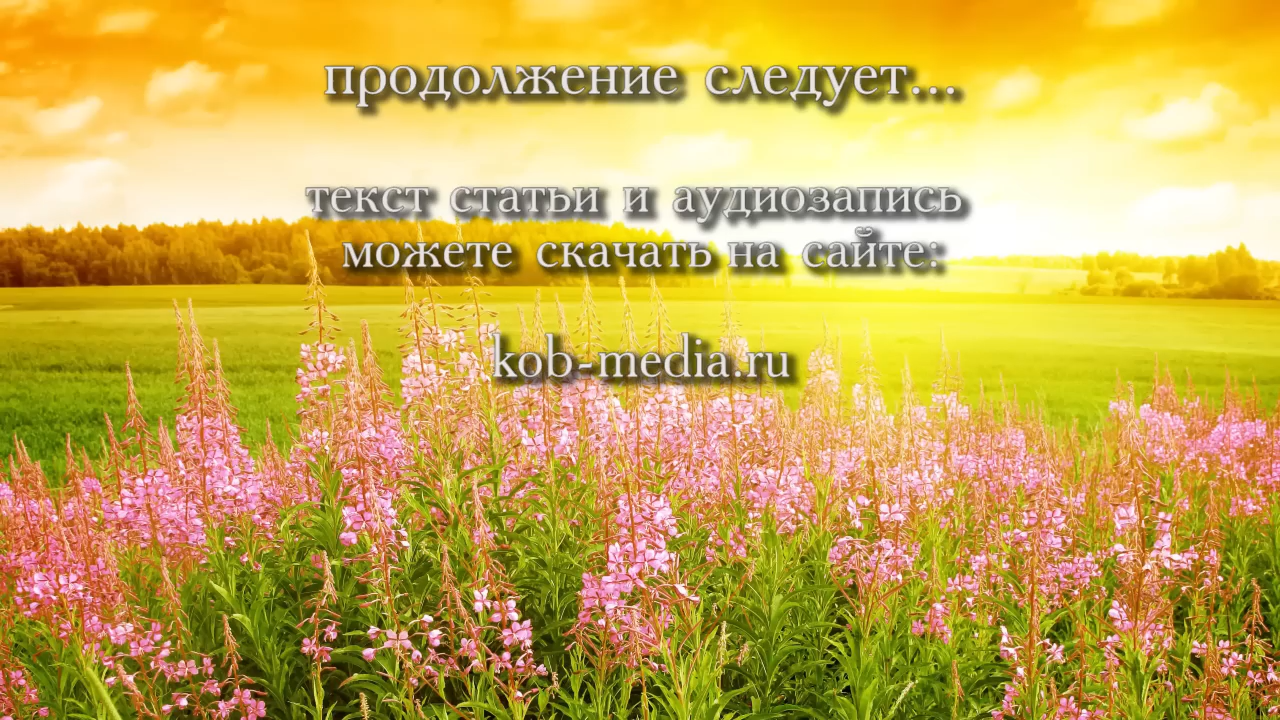 продолжение следует...
текст статьи и аудиозапись
можете скачать на сайте:
kob-media.ru